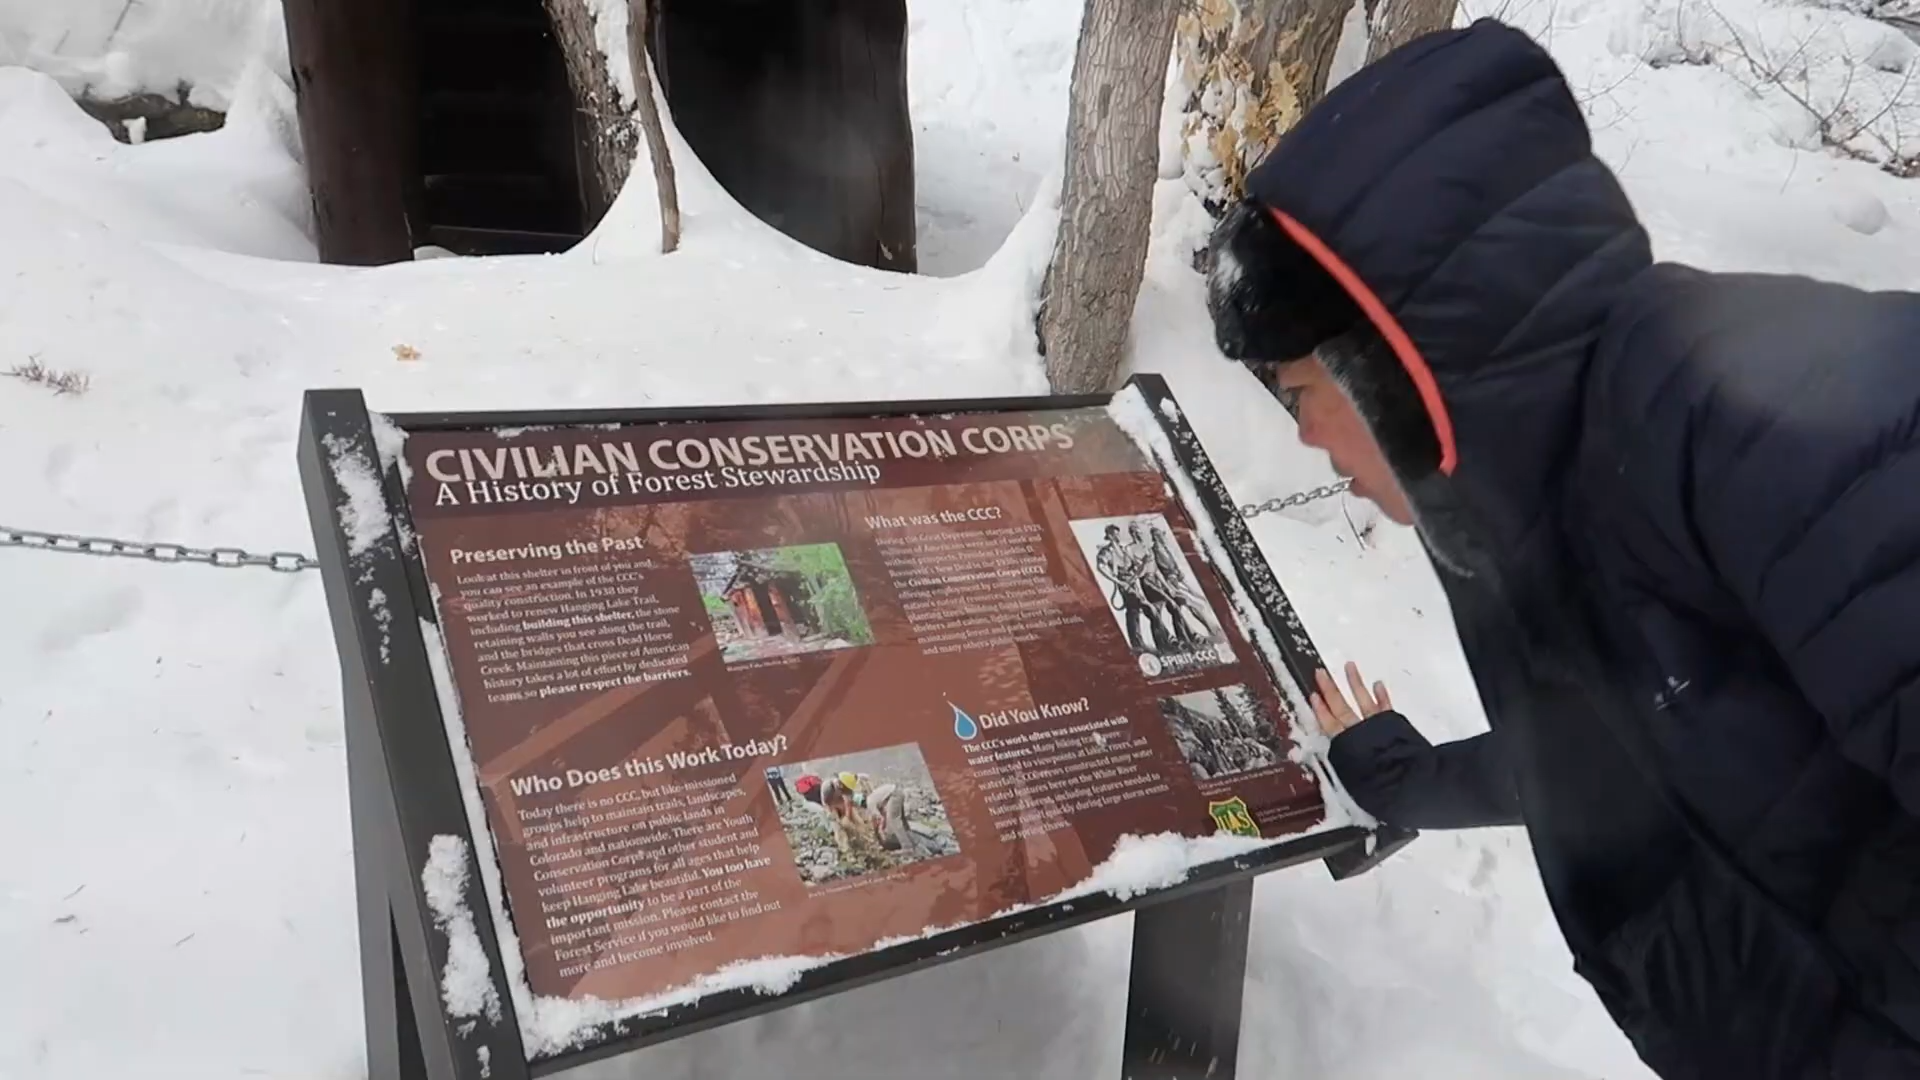 CIVILIAN CONSERVATION CORPS
A History of Forest Stewardship
Preserving the Past
Look at this shelter in front of you and
you can see an example of the CCC's
quality construction. In 1938 they
worked to renew Hanging Lake Trail,
including building this shelter, the stone
retaining walls you see along the trail,
and the bridges that cross Dead Horse
Creek. Maintaining this piece of American
history takes a lot of effort by dedicated
teams so please respect the barriers.
Who Does this Work Today?
Today there is no CCC, but like-missioned
groups help to maintain trails, landscapes,
and infrastructure on public lands in
Colorado and nationwide. There are Youth
Conservation Corps and other student and
volunteer programs for all ages that help
keep Hanging Lake beautiful. You too have
the opportunity to be a part of the
important mission. Please contact the
Forest Service if you would like to find out
more and become involved.
What was the CCC?
During the Great Depression starting in 1929,
millions of Americans were out of work and
without prospects. President Franklin D.
Roosevelt's New Deal in the 1930s created
the Civilian Conservation Corps (CCC),
offering employment by conserving the
nation's natural resources. Projects included:
planting trees, building flood barriers,
shelters and cabins, fighting forest fires,
maintaining forest and park roads and trails,
and many others public works.
SPIRIT CCC
Did You Know?
The CCC's work often was associated with
water features. Many hiking trails were
constructed to viewpoints at lakes, rivers, and
waterfalls. CCC crews constructed many water
related features here on the White River
National Forest, including features needed to
move runoff quickly during large storm events
and spring thaws.
UAS